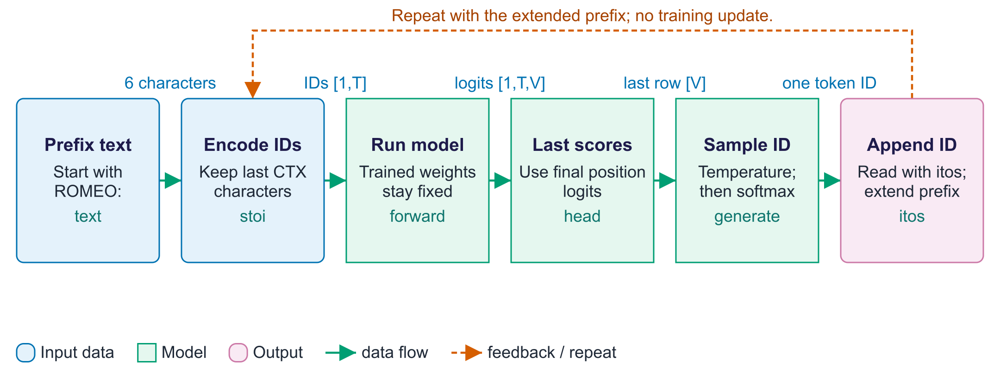 Repeat with the extended prefix; no training update.
6 characters
IDs [1,T]
logits [1,T,V]
last row [V]
one token ID
Prefix text
Start with
ROMEO:
text
Encode IDs
Keep last CTX
characters
stoi
Run model
Trained weights
stay fixed
forward
Last scores
Use final position
logits
head
Sample ID
Temperature;
then softmax
generate
Append ID
Read with itos;
extend prefix
itos
Input data
Model
Output
data flow
feedback / repeat